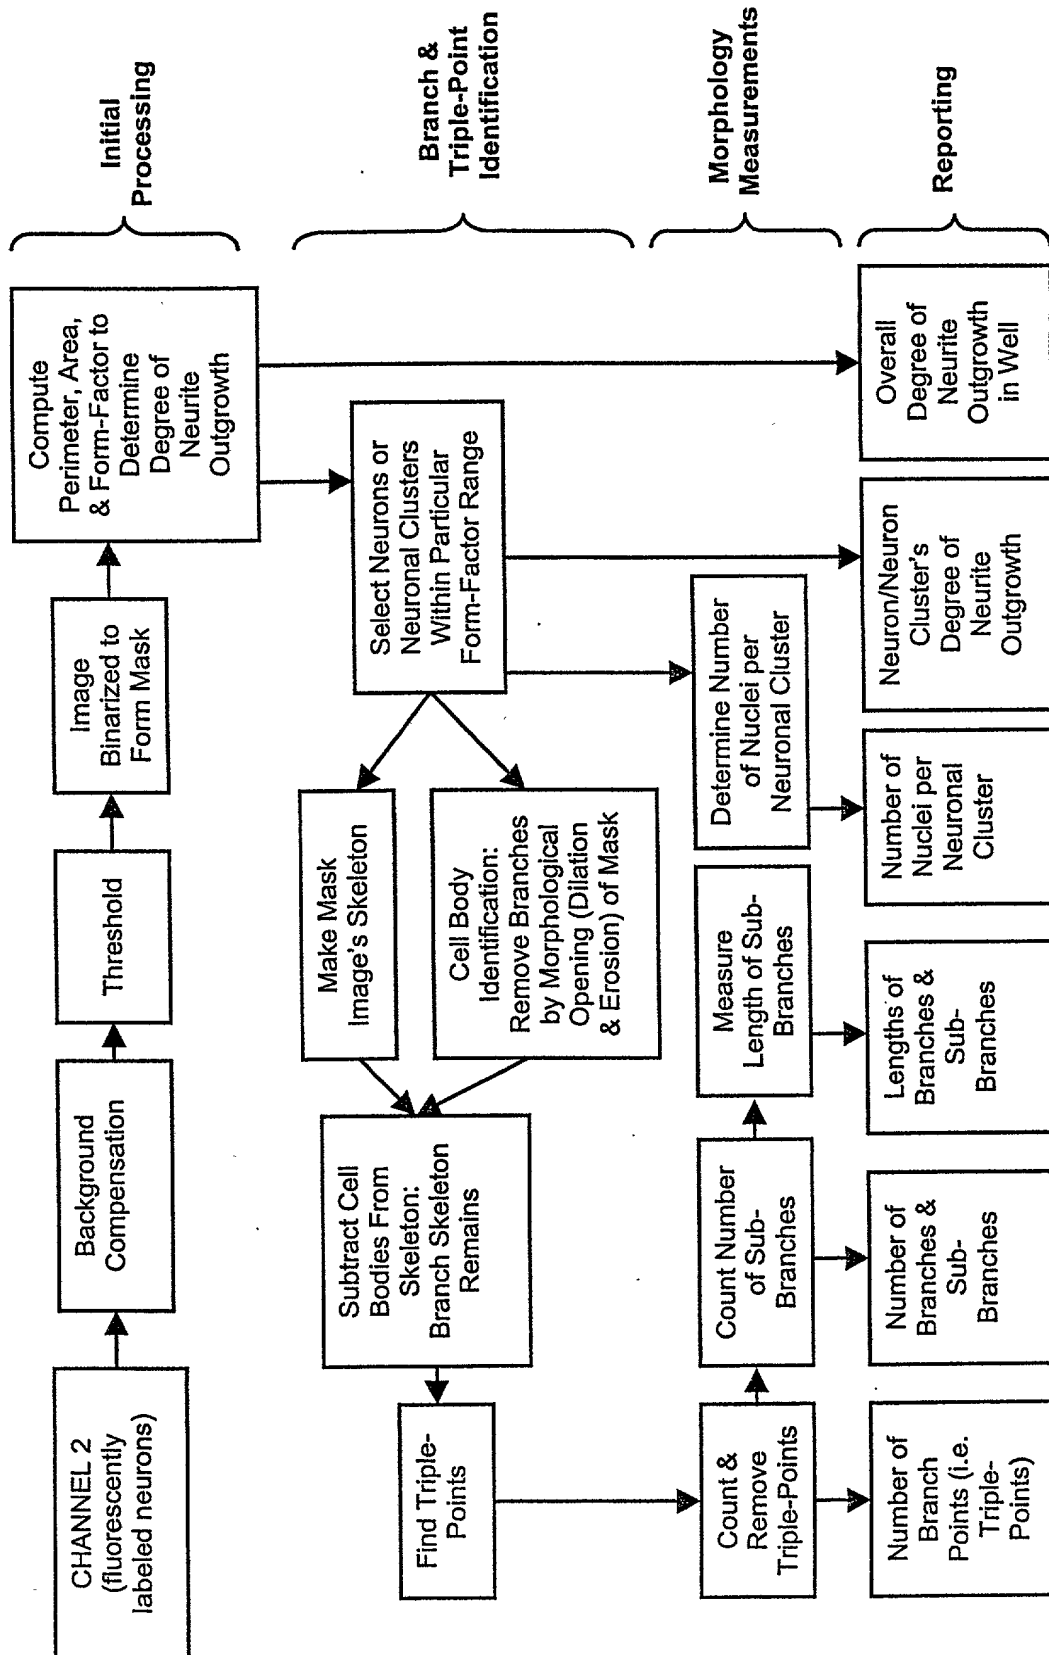 CHANNEL 2
(fluorescently
labeled neurons)
Background
Compensation
Threshold
Image
Binarized to
Form Mask
Compute
Perimeter, Area,
& Form-Factor to
Determine
Degree of
Neurite
Outgrowth
Initial
Processing
Find Triple-
Points
Subtract Cell
Bodies From
Skeleton:
Branch Skeleton
Remains
Make Mask
Image's Skeleton
Cell Body
Identification:
Remove Branches
by Morphological
Opening (Dilation
& Erosion) of Mask
Select Neurons or
Neuronal Clusters
Within Particular
Form-Factor Range
Branch &
Triple-Point
Identification
Count &
Remove
Triple-Points
Count Number
of Sub-
Branches
Measure
Length of Sub-
Branches
Determine Number
of Nuclei per
Neuronal Cluster
Morphology
Measurements
Number of
Branch
Points (i.e.
Triple-
Points)
Number of
Branches &
Sub-
Branches
Lengths of
Branches &
Sub-
Branches
Number of
Nuclei per
Neuronal
Cluster
Neuron/Neuron
Cluster's
Degree of
Neurite
Outgrowth
Overall
Degree of
Neurite
Outgrowth
in Well
Reporting